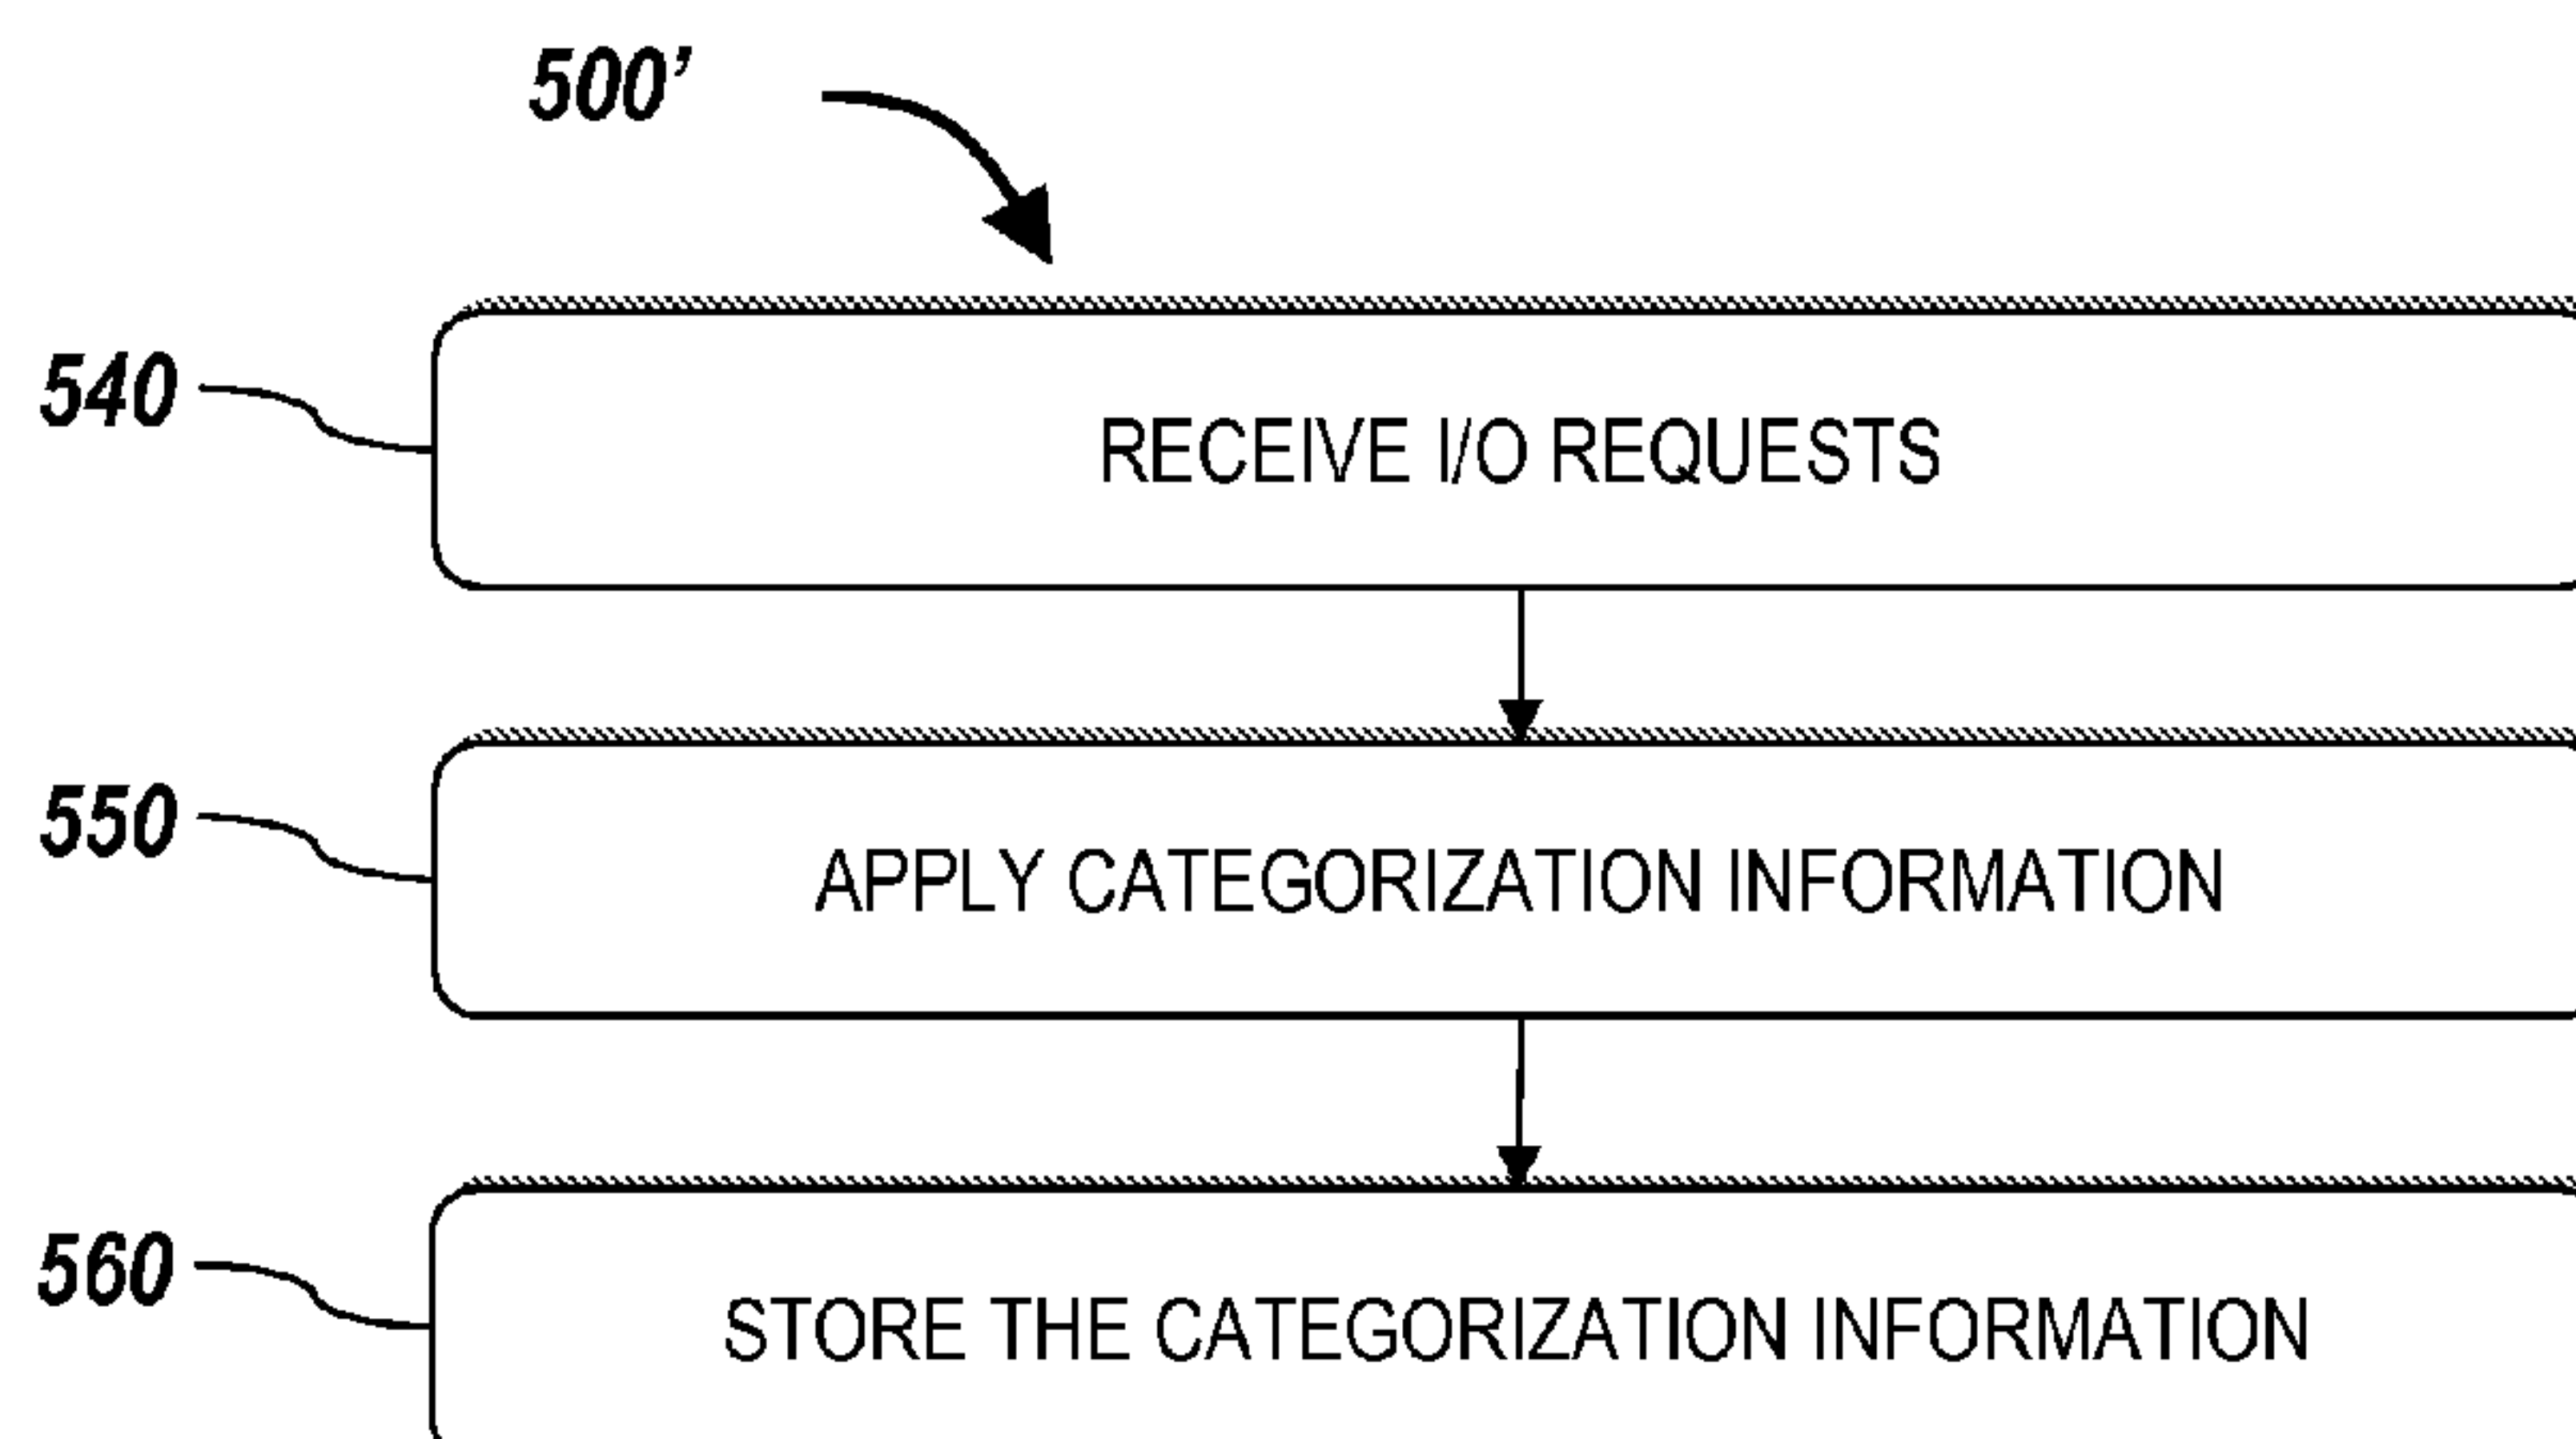 500’
540
RECEIVE I/O REQUESTS
550
APPLY CATEGORIZATION INFORMATION
560
STORE THE CATEGORIZATION INFORMATION